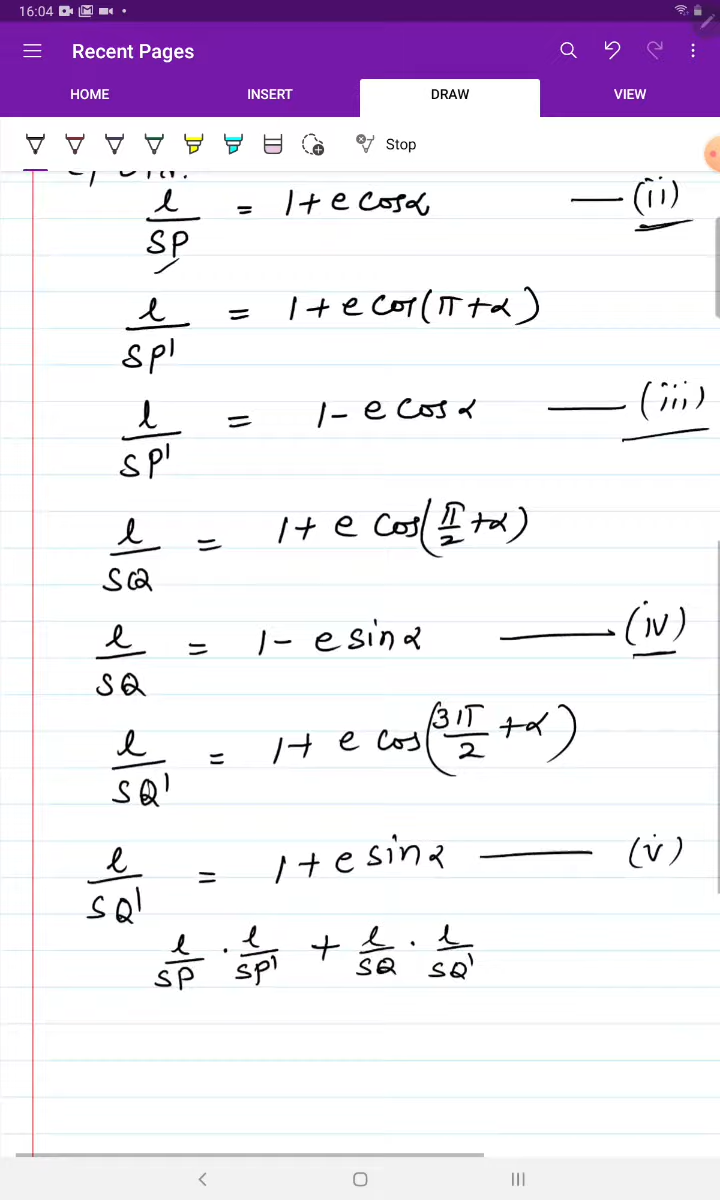 16:04
Recent Pages
HOME INSERT DRAW VIEW
Stop
l/SP = 1 + e cosα — (ii)
l/SP' = 1 + e cos(π + α)
l/SP' = 1 - e cosα — (iii)
l/SQ = 1 + e cos(π/2 + α)
l/SQ = 1 - e sinα — (iv)
l/SQ' = 1 + e cos(3π/2 + α)
l/SQ' = 1 + e sinα — (v)
l/SP · l/SP' + l/SQ · l/SQ'